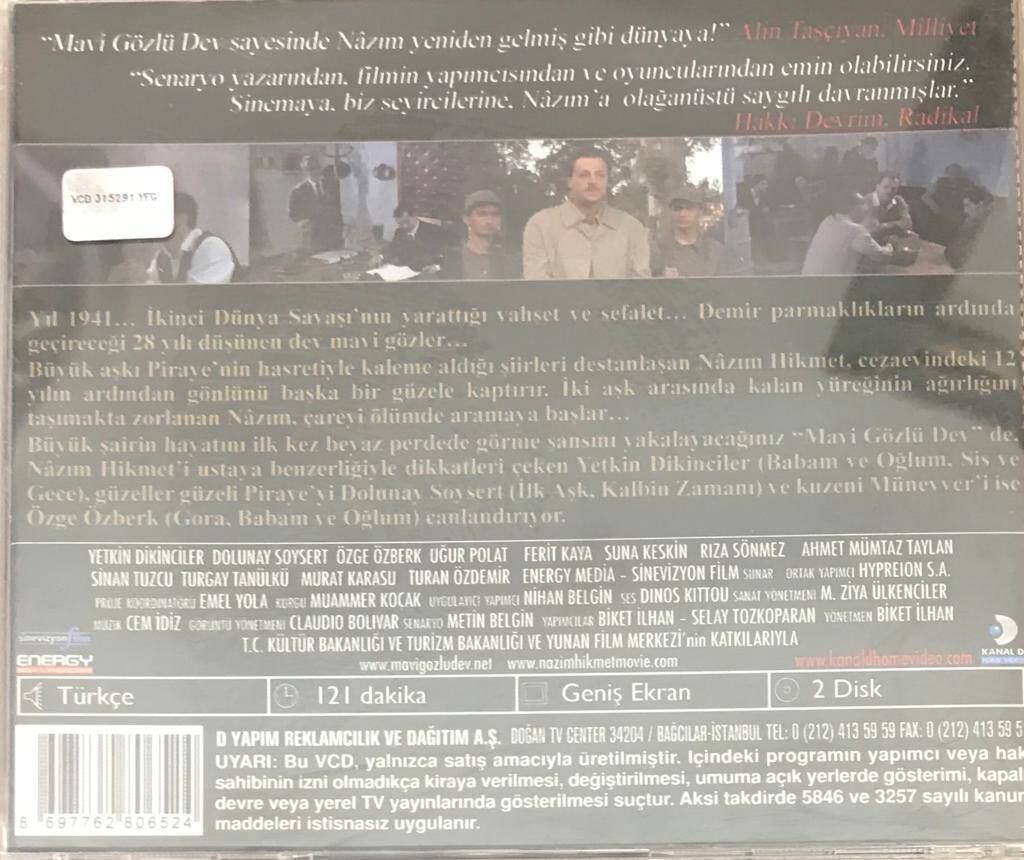 “Mavi Gözlü Dev sayesinde Nâzım yeniden gelmiş gibi dünyaya!” Alin Taşçıyan, Milliyet
“Senaryo yazarından, filmin yapımcısından ve oyuncularından emin olabilirsiniz.
Sinemaya, biz seyircilerine, Nâzım’a olağanüstü saygılı davranmışlar.”
Hakkı Devrim, Radikal
VCD 315291 YFG
Yıl 1941... İkinci Dünya Savaşı’nın yarattığı vahşet ve sefalet... Demir parmaklıkların ardında
geçireceği 28 yılı düşünen dev mavi gözler...
Büyük aşkı Piraye’nin hasretiyle kaleme aldığı şiirleri destanlaşan Nâzım Hikmet, cezaevindeki 12
yılın ardından gönlünü başka bir güzele kaptırır. İki aşk arasında kalan yüreğinin ağırlığını
taşımakta zorlanan Nâzım, çareyi ölümde aramaya başlar...
Büyük şairin hayatını ilk kez beyaz perdede görme şansını yakalayacağınız “Mavi Gözlü Dev” de,
Nâzım Hikmet’i ustaya benzerliğiyle dikkatleri çeken Yetkin Dikinciler (Babam ve Oğlum, Sis ve
Gece), güzeller güzeli Piraye’yi Dolunay Soysert (İlk Aşk, Kalbin Zamanı) ve kuzeni Münevver’i ise
Özge Özberk (Gora, Babam ve Oğlum) canlandırıyor.
YETKİN DİKİNCİLER DOLUNAY SOYSERT ÖZGE ÖZBERK UĞUR POLAT FERİT KAYA SUNA KESKİN RIZA SÖNMEZ AHMET MÜMTAZ TAYLAN
SİNAN TUZCU TURGAY TANÜLKÜ MURAT KARASU TURAN ÖZDEMİR ENERGY MEDIA - SİNEVİZYON FİLM SUNAR ORTAK YAPIMCI HYPREION S.A.
PROJE KOORDİNATÖRÜ EMEL YOLA KURGU MUAMMER KOÇAK UYGULAYICI YAPIMCI NİHAN BELGİN SES DINOS KITTOU SANAT YÖNETMENİ M. ZİYA ÜLKENCİLER
MÜZİK CEM İDİZ GÖRÜNTÜ YÖNETMENİ CLAUDIO BOLIVAR SENARYO METİN BELGİN YAPIMCILAR BİKET İLHAN - SELAY TOZKOPARAN YÖNETMEN BİKET İLHAN
T.C. KÜLTÜR BAKANLIĞI VE TURİZM BAKANLIĞI VE YUNAN FİLM MERKEZİ’nin KATKILARIYLA
sinevizyon film
ENERGY
www.mavigozludev.net www.nazimhikmetmovie.com
www.kanaldhomevideo.com
KANAL D
HOME VIDEO
Türkçe
121 dakika
Geniş Ekran
2 Disk
D YAPIM REKLAMCILIK VE DAĞITIM A.Ş. DOĞAN TV CENTER 34204 / BAĞCILAR-İSTANBUL TEL: 0 (212) 413 59 59 FAX: 0 (212) 413 59 5
UYARI: Bu VCD, yalnızca satış amacıyla üretilmiştir. İçindeki programın yapımcı veya hak
sahibinin izni olmadıkça kiraya verilmesi, değiştirilmesi, umuma açık yerlerde gösterimi, kapalı
devre veya yerel TV yayınlarında gösterilmesi suçtur. Aksi takdirde 5846 ve 3257 sayılı kanun
maddeleri istisnasız uygulanır.
8 697762 806524